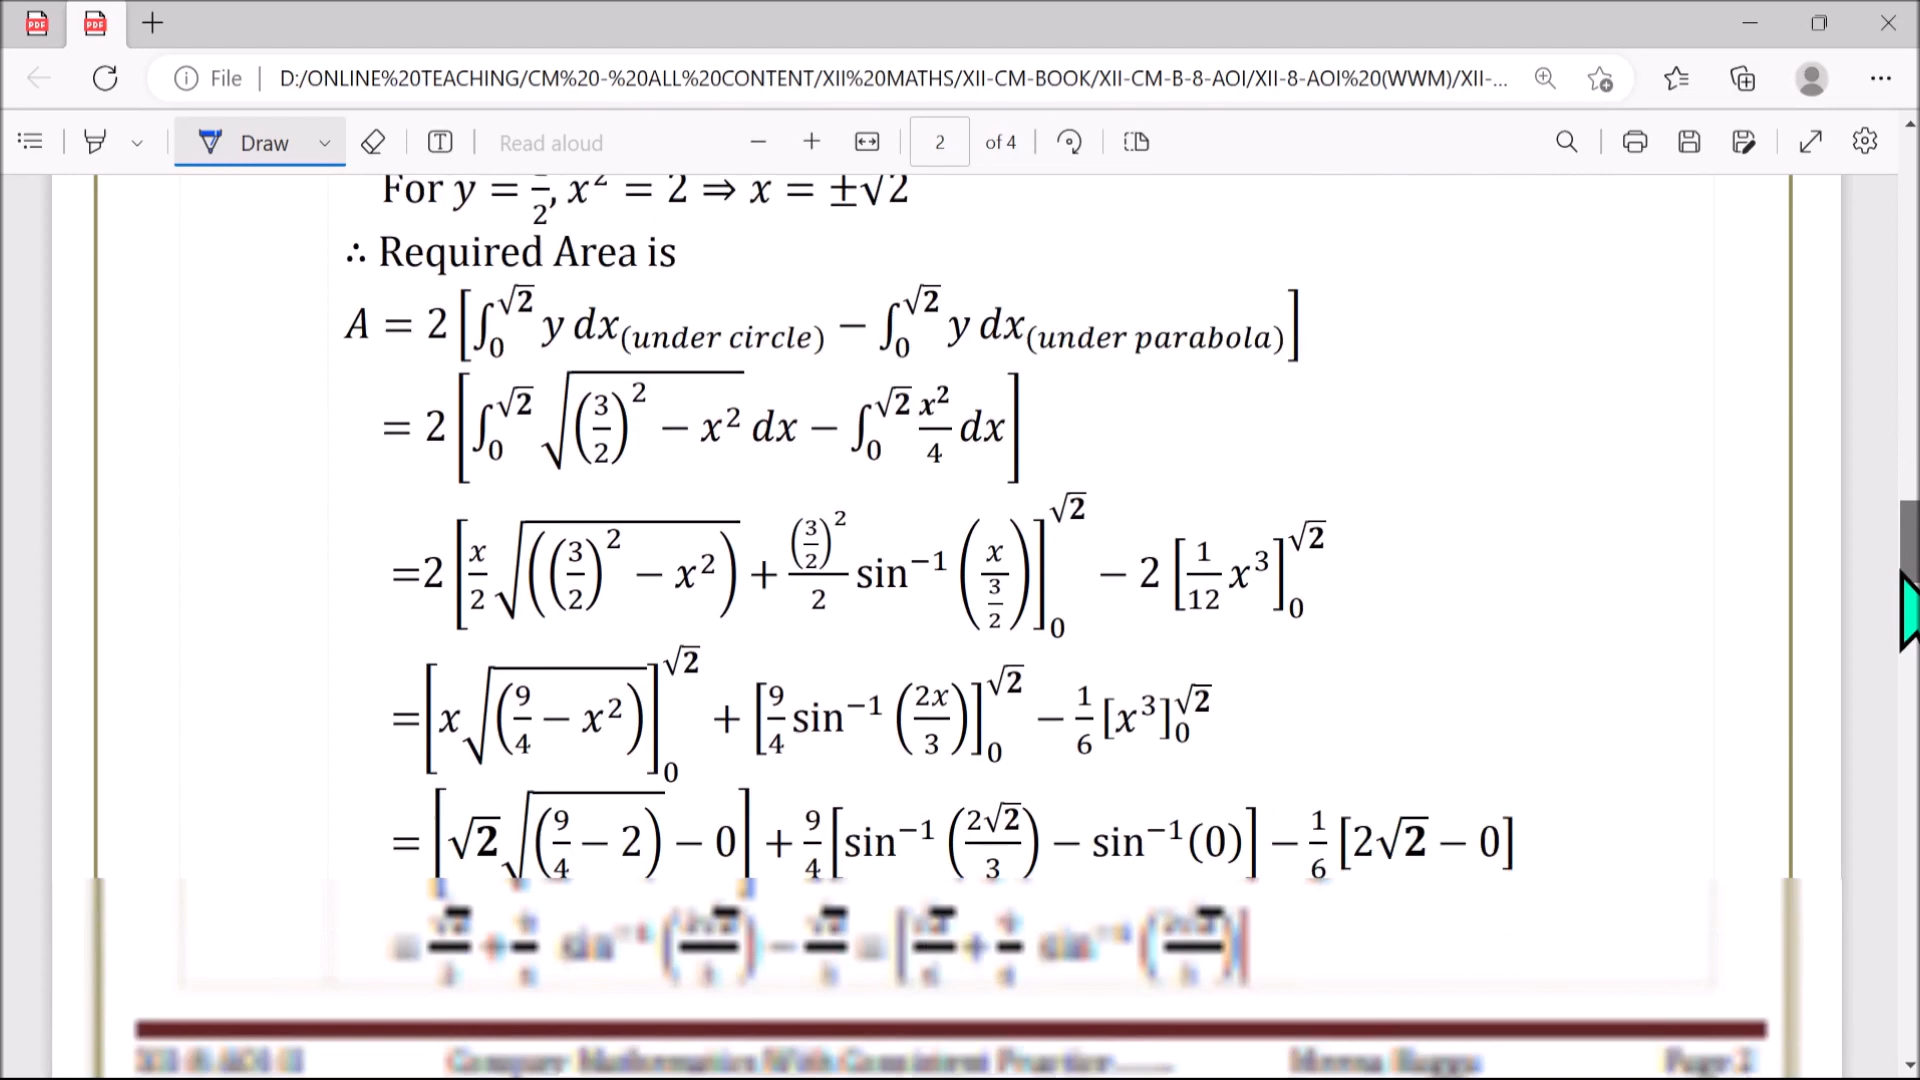 File D:/ONLINE%20TEACHING/CM%20-%20ALL%20CONTENT/XII%20MATHS/XII-CM-BOOK/XII-CM-B-8-AOI/XII-8-AOI%20(WWM)/XII-...
Draw T Read aloud − + 2 of 4
For y = −/2, x² = 2 ⇒ x = ±√2
∴ Required Area is
A = 2[∫₀^√2 y dx (under circle) − ∫₀^√2 y dx (under parabola)]
= 2[∫₀^√2 √((3/2)² − x²) dx − ∫₀^√2 x²/4 dx]
=2[x/2 √(((3/2)² − x²)) + (3/2)²/2 sin⁻¹(x/(3/2))]₀^√2 − 2[1/12 x³]₀^√2
=[x√((9/4 − x²))]₀^√2 + [9/4 sin⁻¹(2x/3)]₀^√2 − 1/6 [x³]₀^√2
= [√2√((9/4 − 2)) − 0] + 9/4[sin⁻¹(2√2/3) − sin⁻¹(0)] − 1/6 [2√2 − 0]